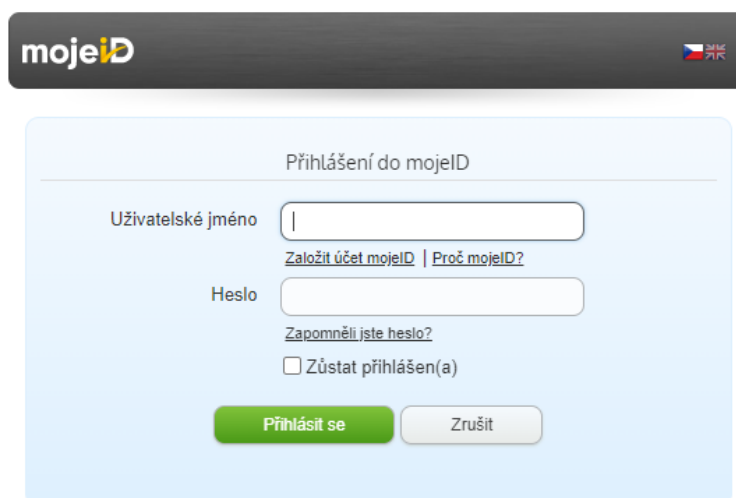 mojeiD
Přihlášení do mojeID
Uživatelské jméno
Založit účet mojeID | Proč mojeID?
Heslo
Zapomněli jste heslo?
Zůstat přihlášen(a)
Přihlásit se Zrušit